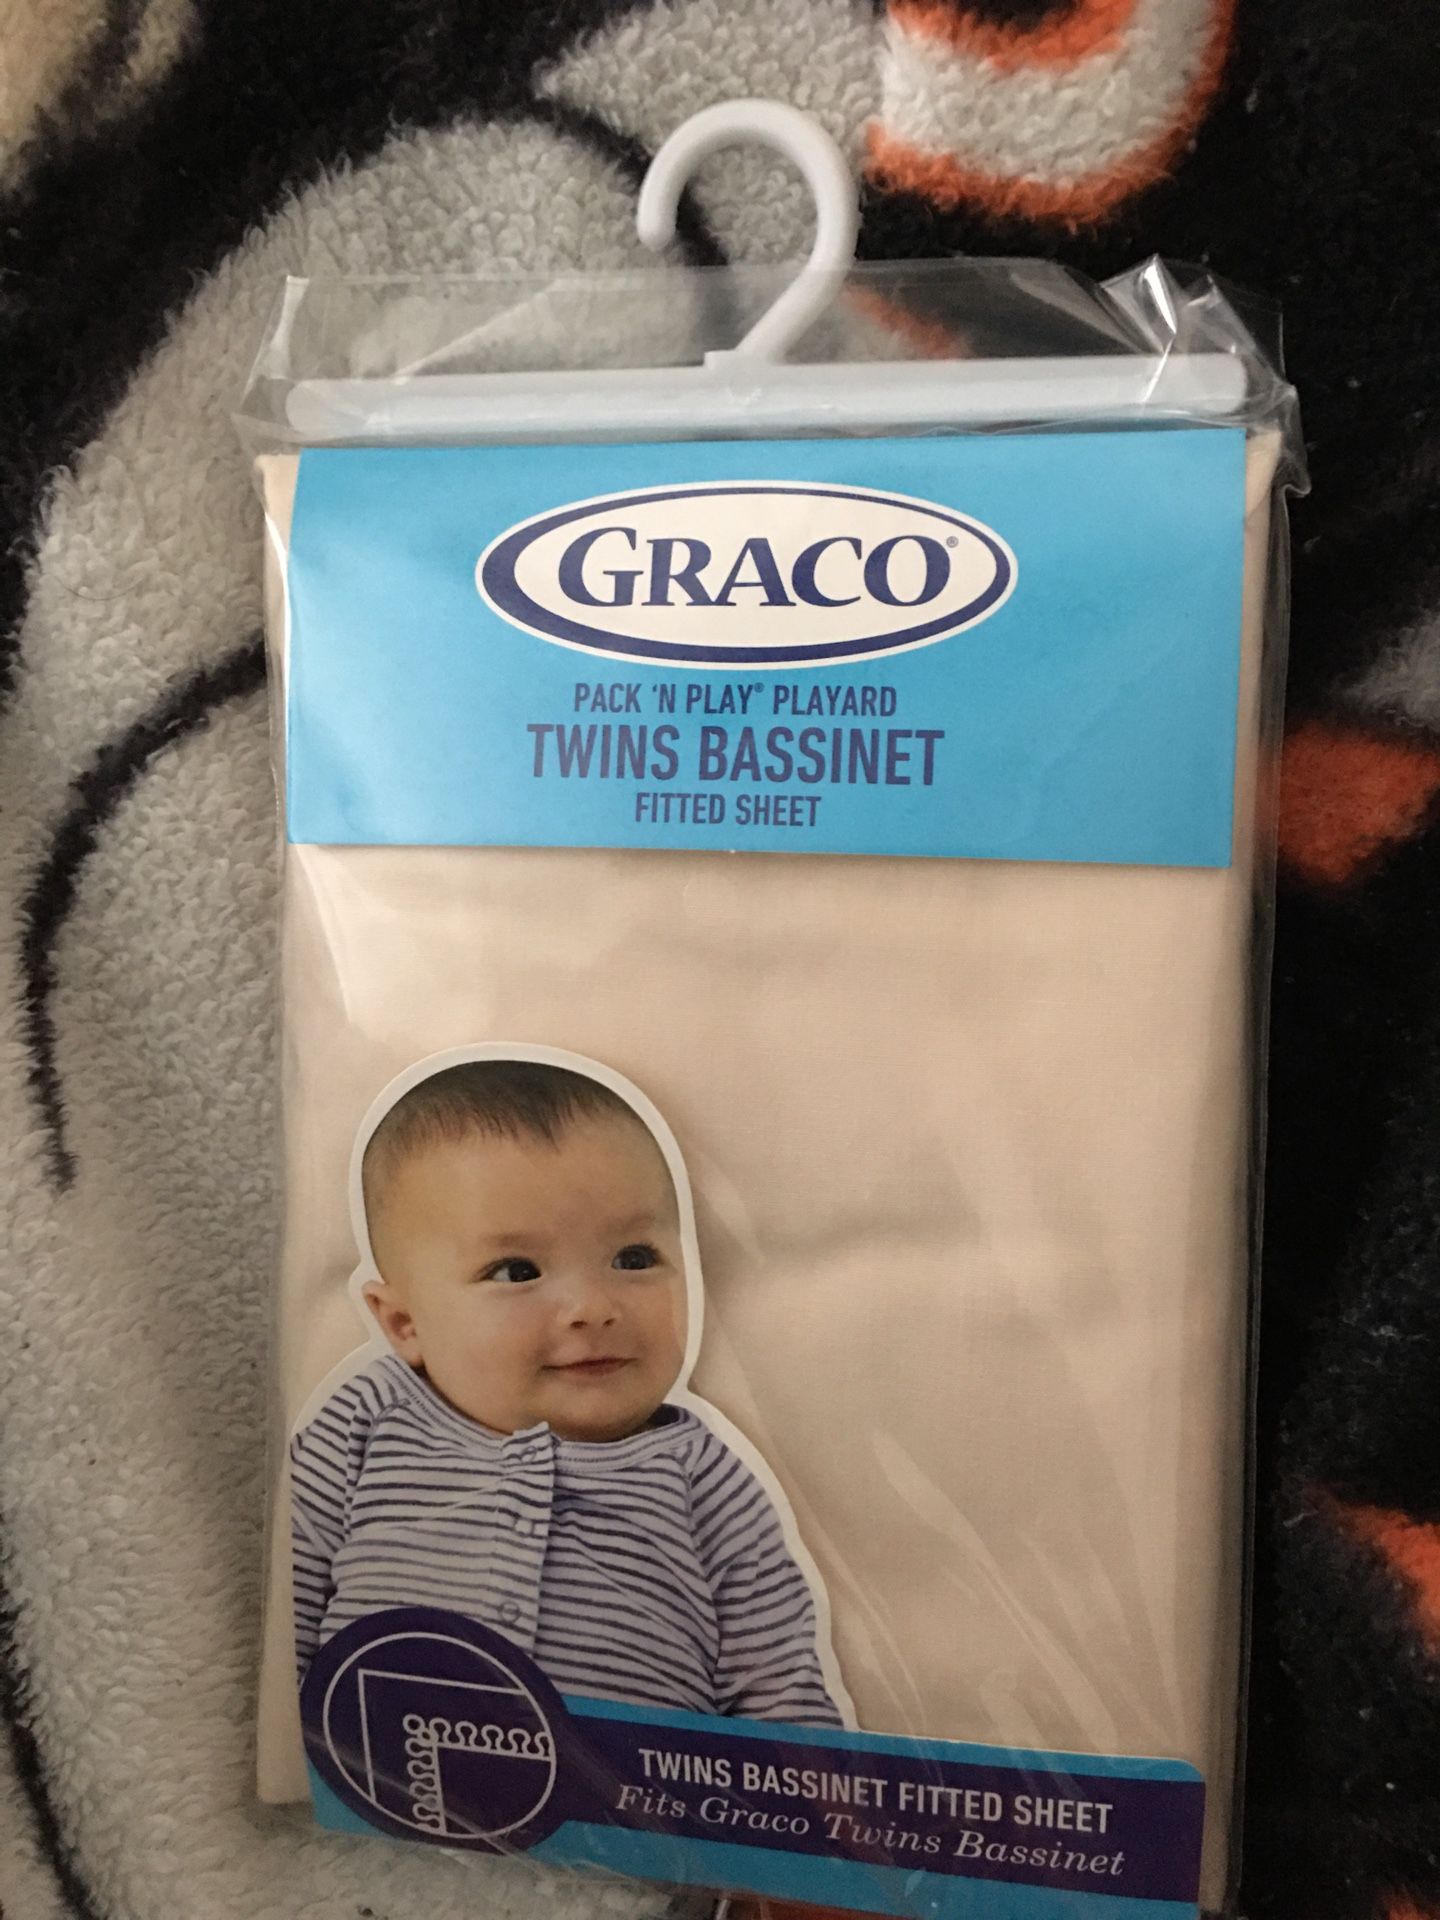 GRACO®
PACK 'N PLAY® PLAYARD
TWINS BASSINET
FITTED SHEET
TWINS BASSINET FITTED SHEET
Fits Graco Twins Bassinet